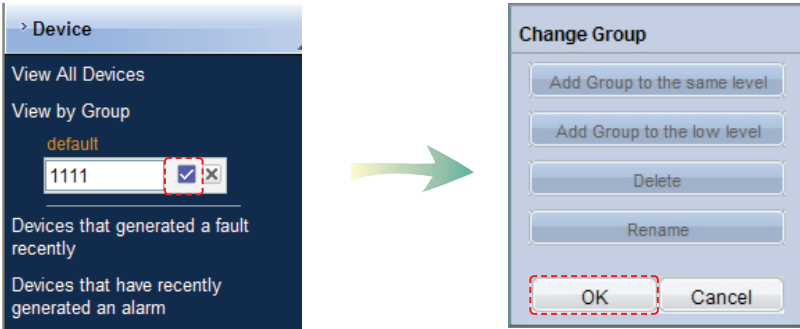 Device
View All Devices
View by Group
default
1111
Devices that generated a fault
recently
Devices that have recently
generated an alarm
Change Group
Add Group to the same level
Add Group to the low level
Delete
Rename
OK
Cancel